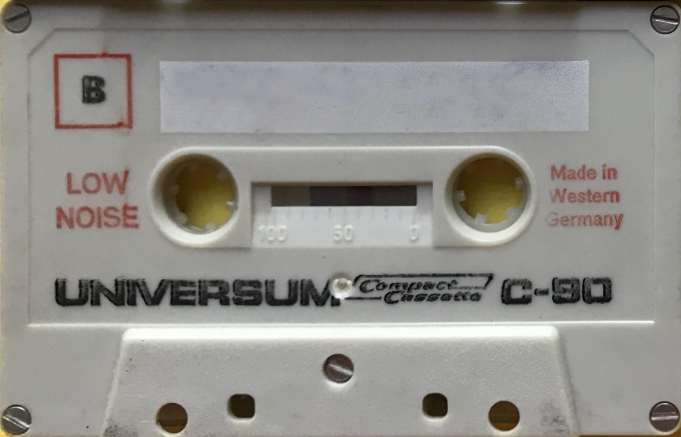 B
LOW
NOISE
Made in
Western
Germany
100 50 0
UNIVERSUM Compact Cassette C-90